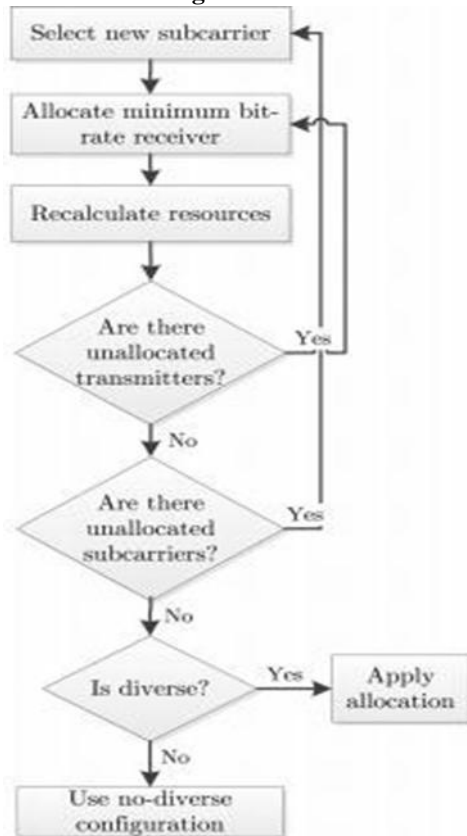 Select new subcarrier
Allocate minimum bit-
rate receiver
Recalculate resources
Are there
unallocated
transmitters?
Yes
No
Are there
unallocated
subcarriers?
Yes
No
Is diverse?
Yes
Apply
allocation
No
Use no-diverse
configuration